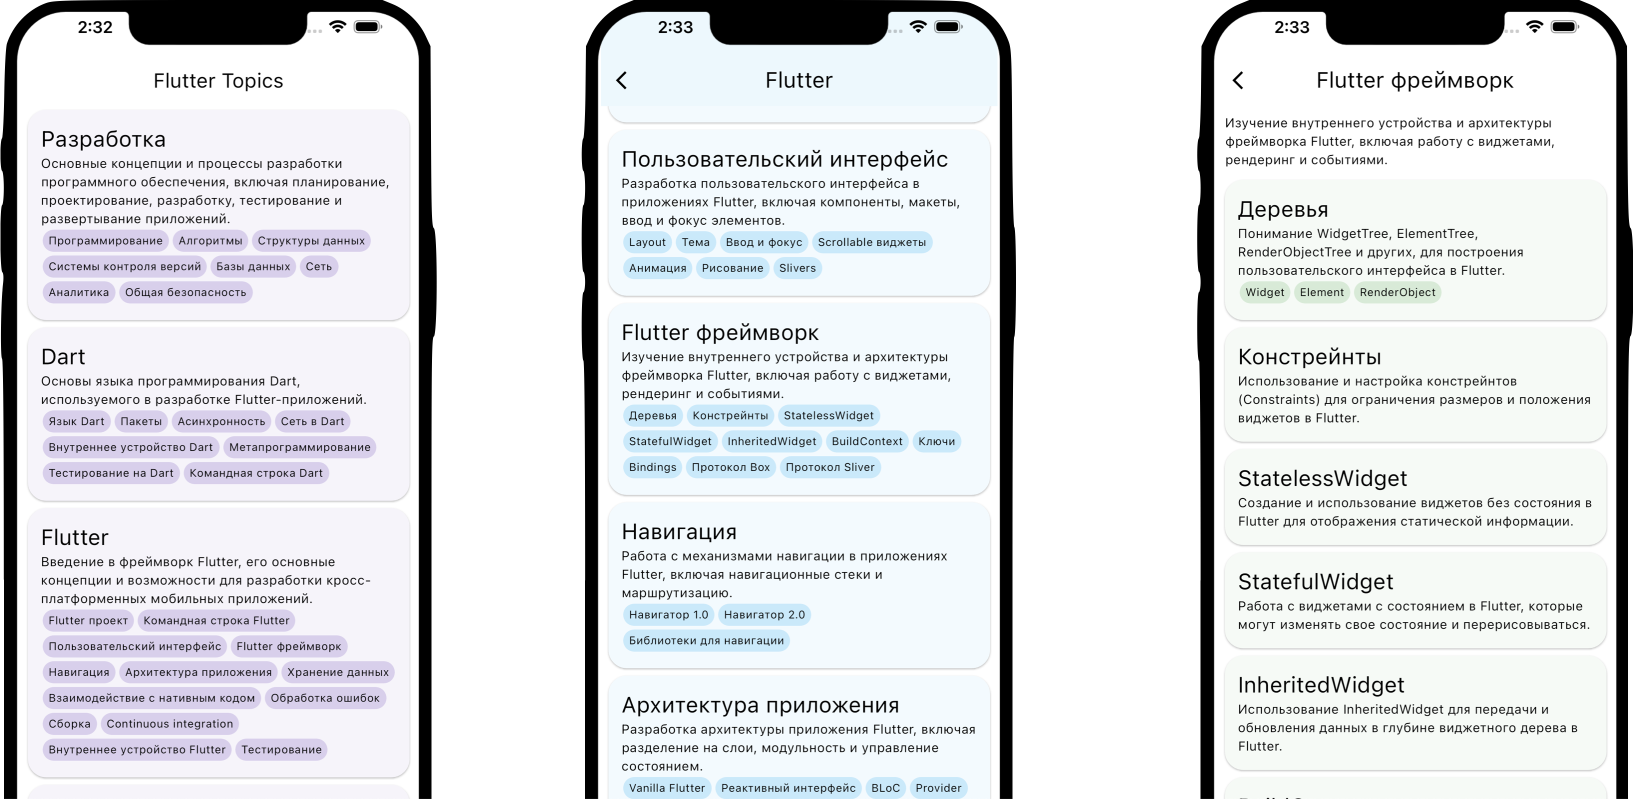 2:32
Flutter Topics
Разработка
Основные концепции и процессы разработки
программного обеспечения, включая планирование,
проектирование, разработку, тестирование и
развертывание приложений.
Программирование Алгоритмы Структуры данных
Системы контроля версий Базы данных Сеть
Аналитика Общая безопасность
Dart
Основы языка программирования Dart,
используемого в разработке Flutter-приложений.
Язык Dart Пакеты Асинхронность Сеть в Dart
Внутреннее устройство Dart Метапрограммирование
Тестирование на Dart Командная строка Dart
Flutter
Введение в фреймворк Flutter, его основные
концепции и возможности для разработки кросс-
платформенных мобильных приложений.
Flutter проект Командная строка Flutter
Пользовательский интерфейс Flutter фреймворк
Навигация Архитектура приложения Хранение данных
Взаимодействие с нативным кодом Обработка ошибок
Сборка Continuous integration
Внутреннее устройство Flutter Тестирование
2:33
Flutter
Пользовательский интерфейс
Разработка пользовательского интерфейса в
приложениях Flutter, включая компоненты, макеты,
ввод и фокус элементов.
Layout Тема Ввод и фокус Scrollable виджеты
Анимация Рисование Slivers
Flutter фреймворк
Изучение внутреннего устройства и архитектуры
фреймворка Flutter, включая работу с виджетами,
рендеринг и событиями.
Деревья Констрейнты StatelessWidget
StatefulWidget InheritedWidget BuildContext Ключи
Bindings Протокол Box Протокол Sliver
Навигация
Работа с механизмами навигации в приложениях
Flutter, включая навигационные стеки и
маршрутизацию.
Навигатор 1.0 Навигатор 2.0
Библиотеки для навигации
Архитектура приложения
Разработка архитектуры приложения Flutter, включая
разделение на слои, модульность и управление
состоянием.
Vanilla Flutter Реактивный интерфейс BLoC Provider
2:33
Flutter фреймворк
Изучение внутреннего устройства и архитектуры
фреймворка Flutter, включая работу с виджетами,
рендеринг и событиями.
Деревья
Понимание WidgetTree, ElementTree,
RenderObjectTree и других, для построения
пользовательского интерфейса в Flutter.
Widget Element RenderObject
Констрейнты
Использование и настройка констрейнтов
(Constraints) для ограничения размеров и положения
виджетов в Flutter.
StatelessWidget
Создание и использование виджетов без состояния в
Flutter для отображения статической информации.
StatefulWidget
Работа с виджетами с состоянием в Flutter, которые
могут изменять свое состояние и перерисовываться.
InheritedWidget
Использование InheritedWidget для передачи и
обновления данных в глубине виджетного дерева в
Flutter.